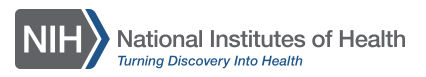 NIH National Institutes of Health
Turning Discovery Into Health